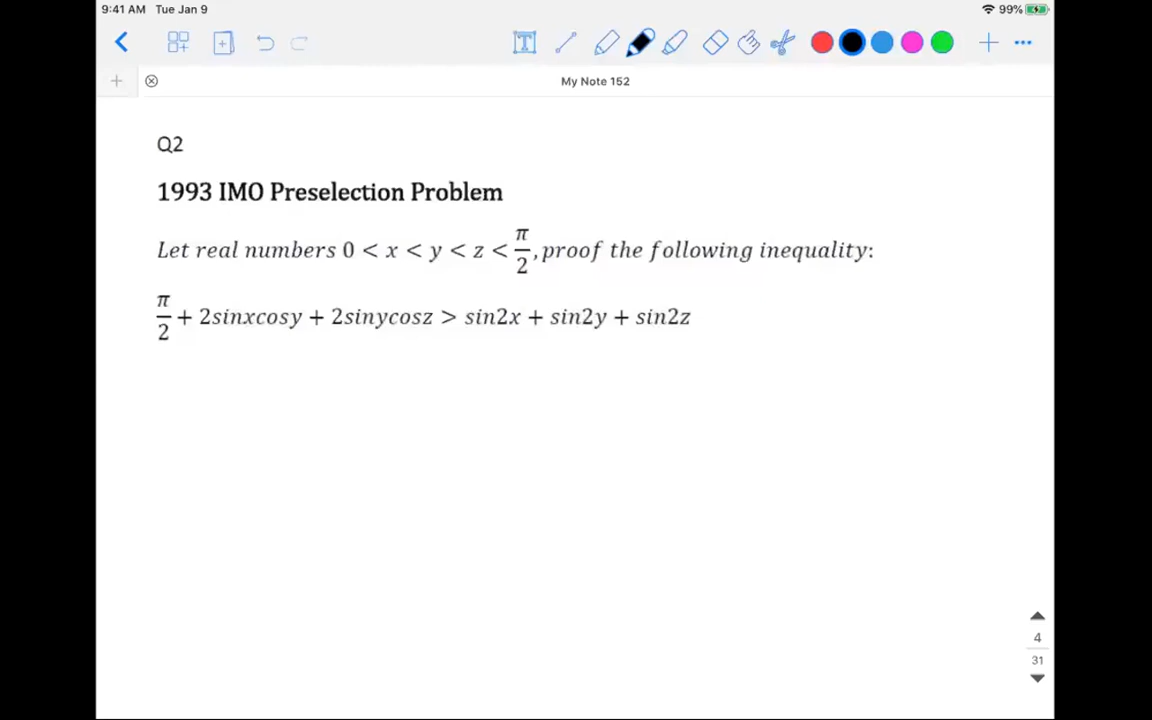 9:41 AM Tue Jan 9 99%
My Note 152
Q2
1993 IMO Preselection Problem
Let real numbers 0 < x < y < z < π/2, proof the following inequality:
π/2 + 2sinxcosy + 2sinycosz > sin2x + sin2y + sin2z
4
31